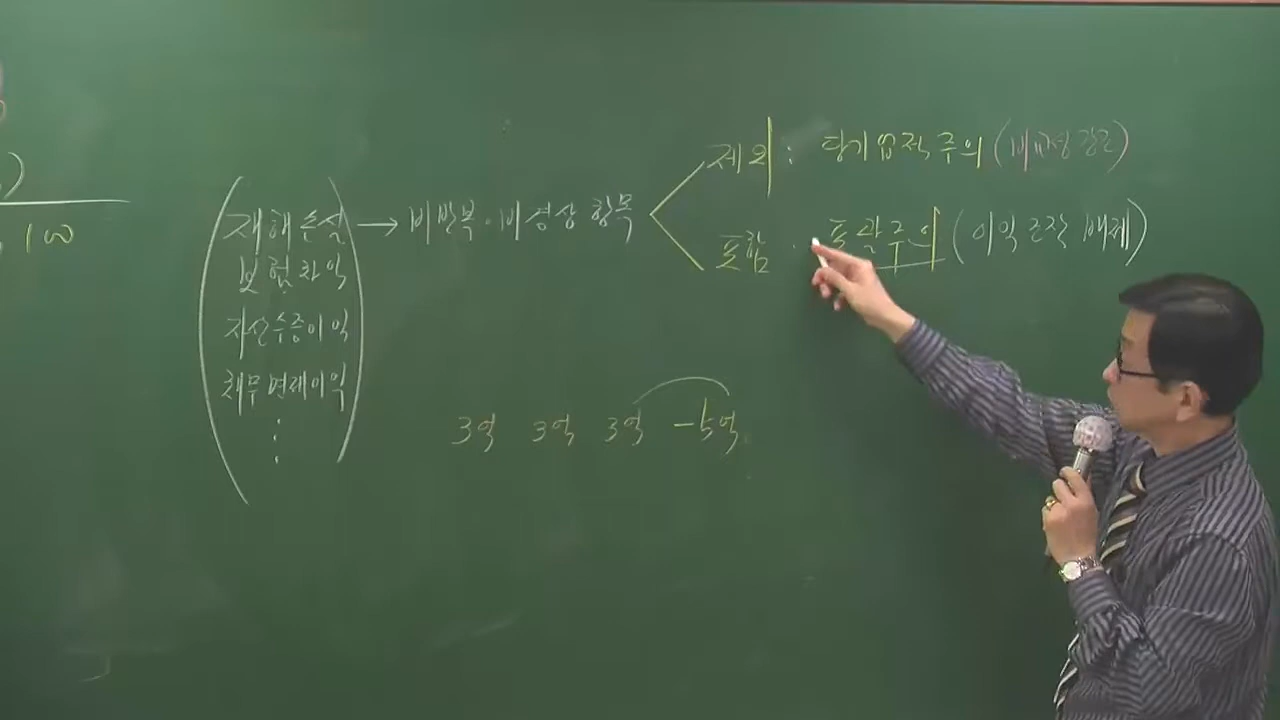 100
재해손실 → 비반복·비경상 항목
보험차익
자산수증이익
채무면제이익
제외 : 당기업적주의 (비교성 강조)
포함 · 포괄주의 (이익조작 배제)
3억 3억 3억 -5억